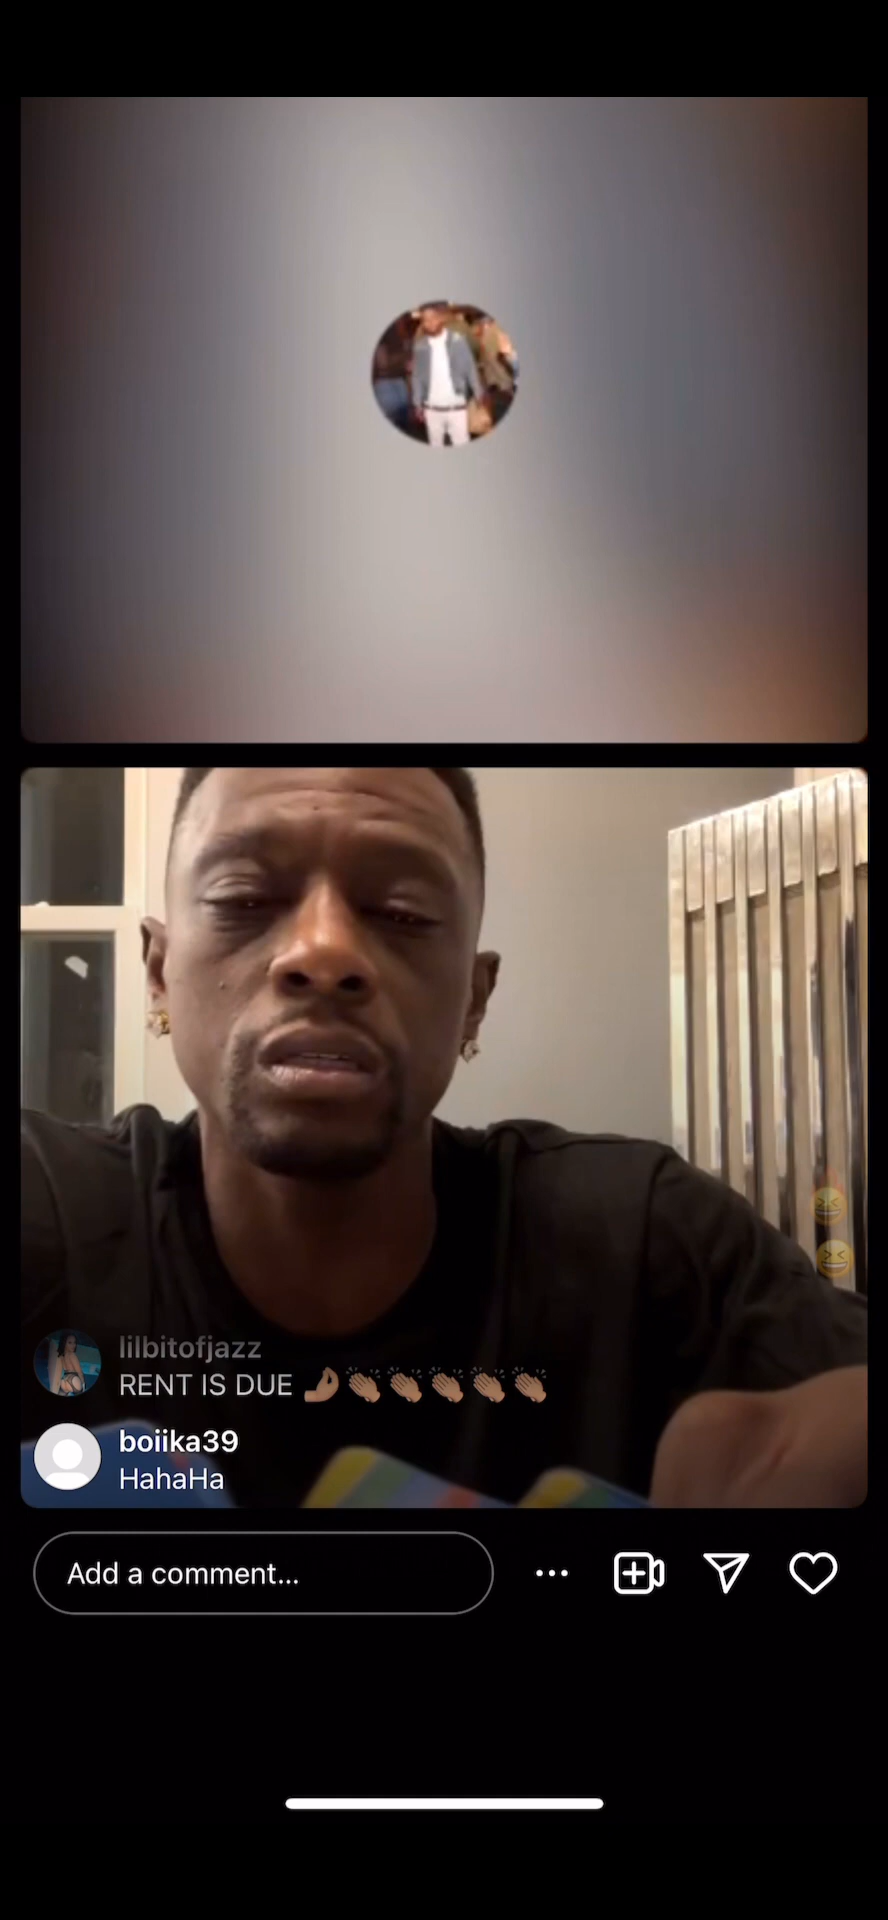 lilbitofjazz
RENT IS DUE 🤌🏼👏🏼👏🏼👏🏼👏🏼👏🏼
boiika39
HahaHa
Add a comment...